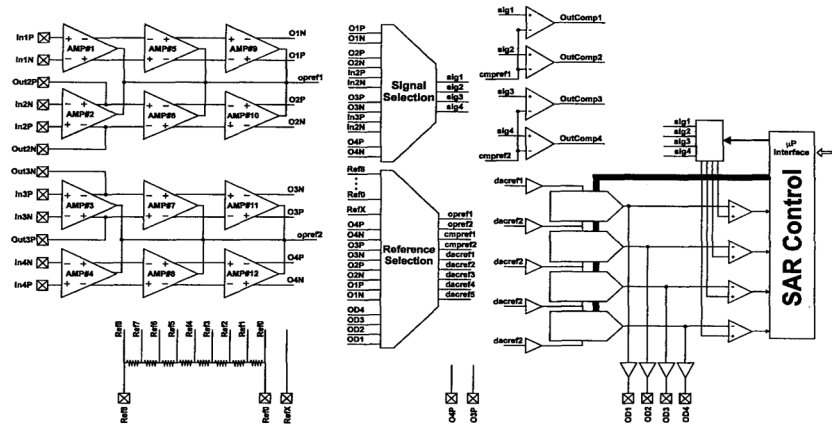 In1P
In1N
Out2P
In2N
In2P
Out2N
Out3N
In3P
In3N
Out3P
In4N
In4P
AMP#1
AMP#5
AMP#9
O1N
O1P
opref1
AMP#2
AMP#6
AMP#10
O2P
O2N
AMP#3
AMP#7
AMP#11
O3N
O3P
opref2
AMP#4
AMP#8
AMP#12
O4P
O4N
Ref8
Ref7
Ref6
Ref5
Ref4
Ref3
Ref2
Ref1
Ref0
Ref8
Ref0
RefX
O1P
O1N
O2P
O2N
In2P
In2N
O3P
O3N
In3P
In2N
O4P
O4N
Signal
Selection
sig1
sig2
sig3
sig4
Ref8
Ref0
RefX
O4P
O4N
O3P
O3N
O2P
O2N
O1P
O1N
OD4
OD3
OD2
OD1
Reference
Selection
opref1
opref2
cmpref1
cmpref2
dacref1
dacref2
dacref3
dacref4
dacref5
O4P
O3P
sig1
OutComp1
sig2
OutComp2
cmpref1
sig3
OutComp3
sig4
OutComp4
cmpref2
dacref1
dacref2
dacref2
dacref2
dacref2
sig1
sig2
sig3
sig4
µP
Interface
SAR Control
OD1
OD2
OD3
OD4